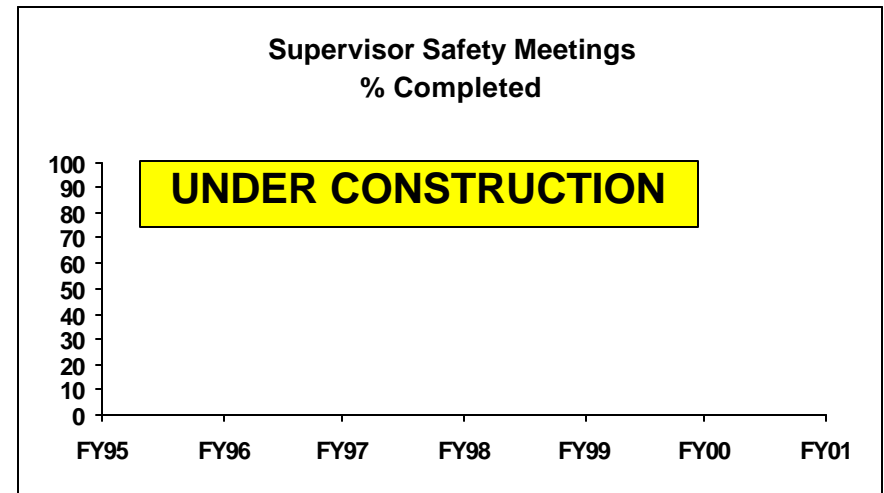 Supervisor Safety Meetings
% Completed
UNDER CONSTRUCTION
100
90
80
70
60
50
40
30
20
10
0
FY95 FY96 FY97 FY98 FY99 FY00 FY01